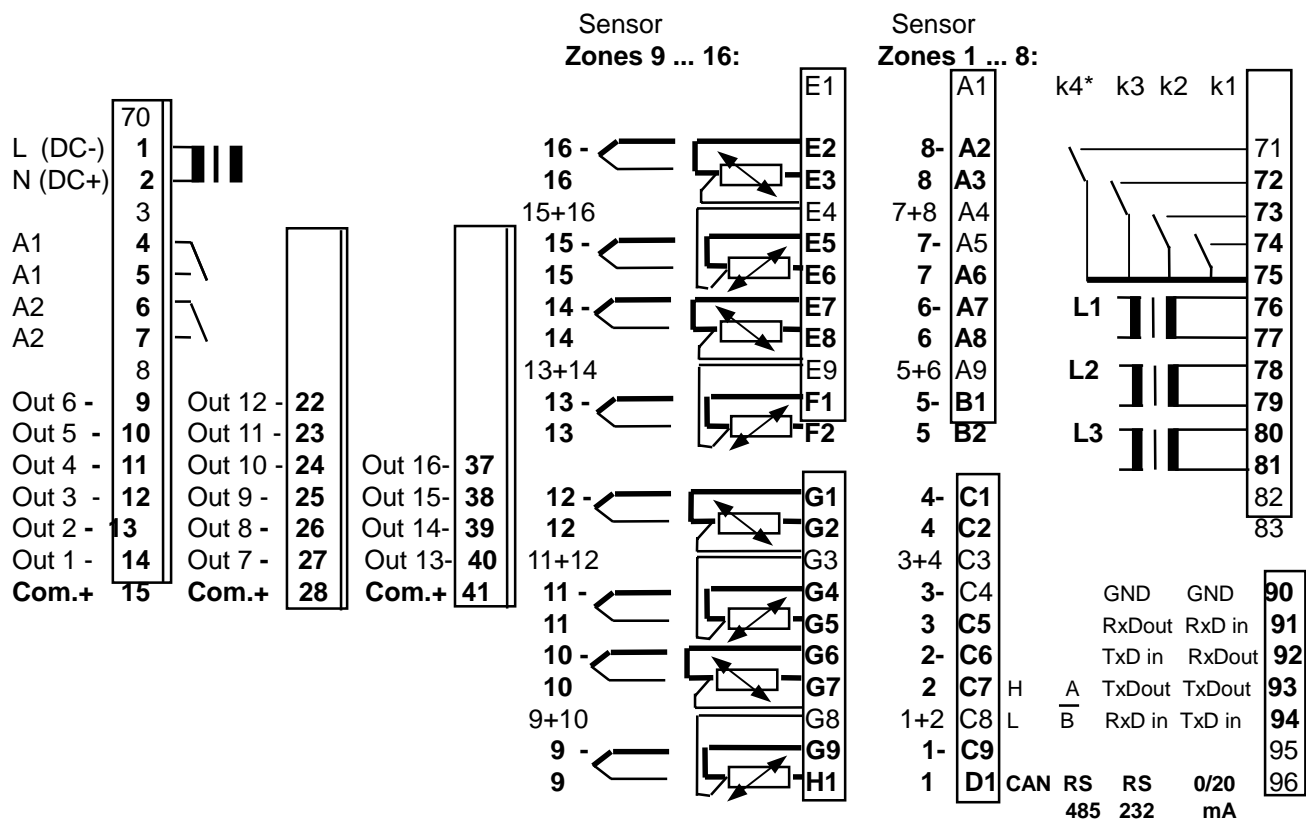 Sensor Sensor
Zones 9 ... 16: Zones 1 ... 8:
E1 A1 k4* k3 k2 k1
70
L (DC-) 1 16 - E2 8- A2 71
N (DC+) 2 16 E3 8 A3 72
3 15+16 E4 7+8 A4 73
A1 4 15 - E5 7- A5 74
A1 5 15 E6 7 A6 75
A2 6 14 - E7 6- A7 L1 76
A2 7 14 E8 6 A8 77
8 13+14 E9 5+6 A9 L2 78
Out 6 - 9 Out 12 - 22 13 - F1 5- B1 79
Out 5 - 10 Out 11 - 23 13 F2 5 B2 L3 80
Out 4 - 11 Out 10 - 24 Out 16- 37 81
Out 3 - 12 Out 9 - 25 Out 15- 38 12 - G1 4- C1 82
Out 2 - 13 Out 8 - 26 Out 14- 39 12 G2 4 C2 83
Out 1 - 14 Out 7 - 27 Out 13- 40 11+12 G3 3+4 C3
Com.+ 15 Com.+ 28 Com.+ 41 11 - G4 3- C4 GND GND 90
11 G5 3 C5 RxDout RxD in 91
10 - G6 2- C6 TxD in RxDout 92
10 G7 2 C7 H A TxDout TxDout 93
9+10 G8 1+2 C8 L B RxD in TxD in 94
9 - G9 1- C9 95
9 H1 1 D1 CAN RS RS 0/20 96
485 232 mA